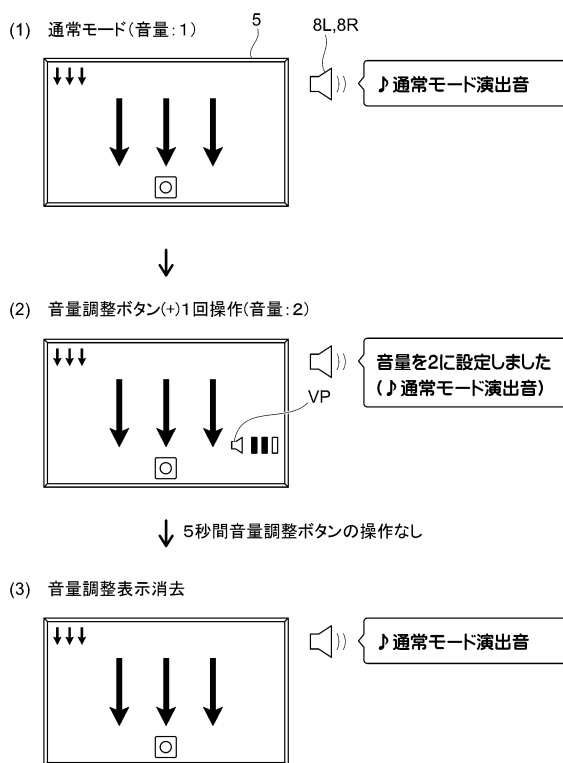 (1) 通常モード(音量:1)
5
8L,8R
♪通常モード演出音
(2) 音量調整ボタン(+)1回操作(音量:2)
音量を2に設定しました
(♪通常モード演出音)
VP
5秒間音量調整ボタンの操作なし
(3) 音量調整表示消去
♪通常モード演出音